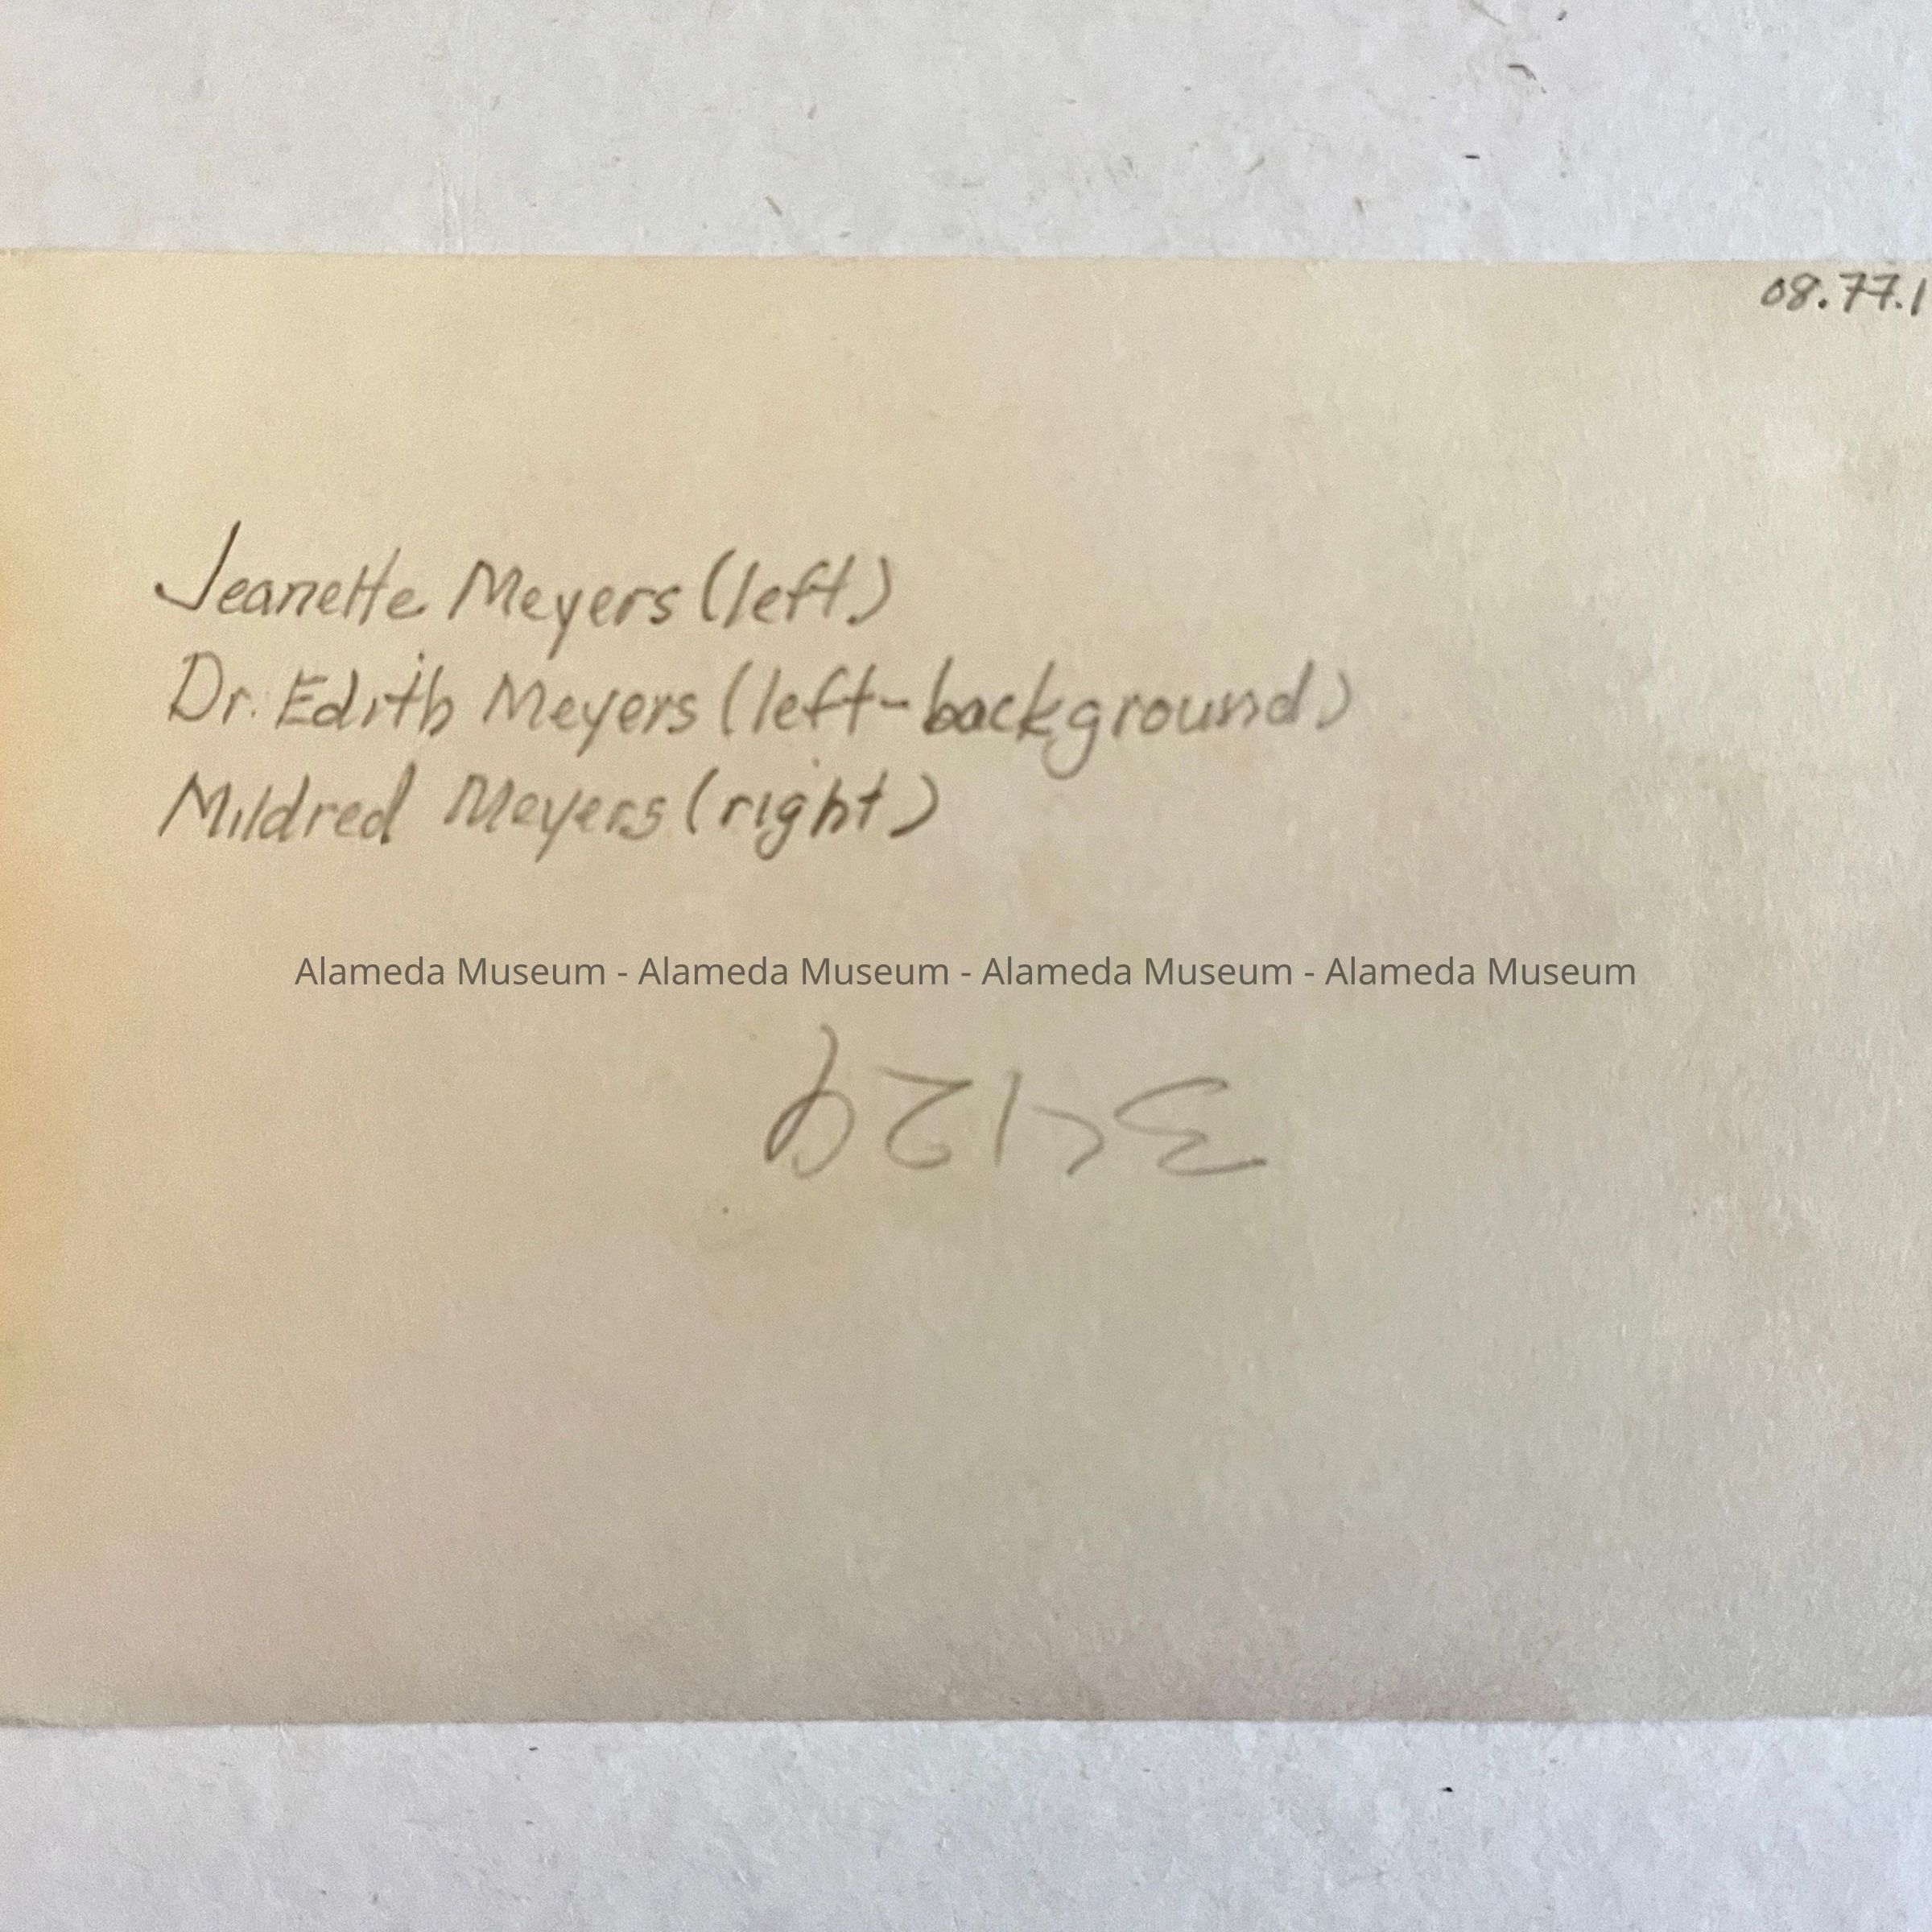 08.77.1
Jeanette Meyers (left)
Dr. Edith Meyers (left-background)
Mildred Meyers (right)
Alameda Museum - Alameda Museum - Alameda Museum - Alameda Museum